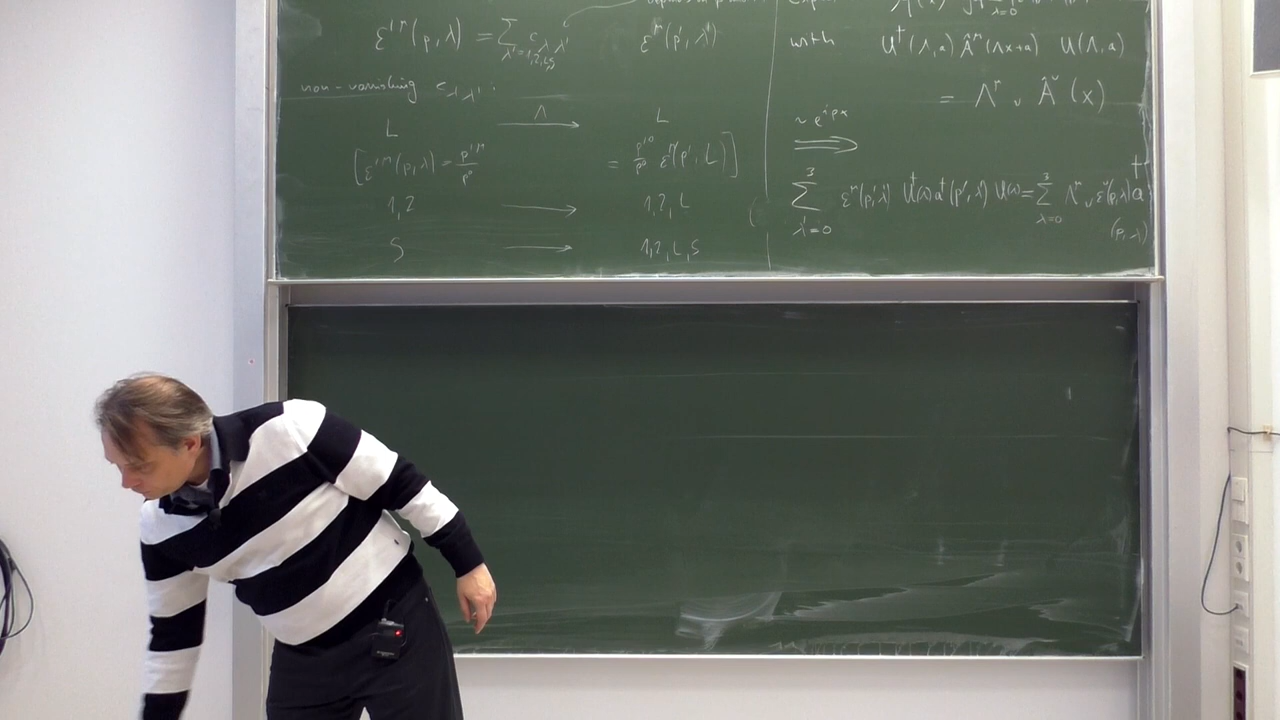 ε'^μ(p,λ) = Σ_{λ'=1,2,L,S} c_{λλ'} ε^μ(p',λ')
non-vanishing c_{λλ'}:
L →^Λ L
[ε'^μ(p,λ) = p'^μ/p^0 = p'^0/p^0 ε^μ(p',L)]
1,2 → 1,2,L
S → 1,2,L,S
with U†(Λ,a) Â^μ(Λx+a) U(Λ,a)
= Λ^μ_ν Â^ν(x)
~ e^{ipx}
⟹
Σ_{λ'=0}^{3} ε^μ(p',λ') U†(Λ) a†(p',λ') U(Λ) = Σ_{λ=0}^{3} Λ^μ_ν ε^ν(p,λ) a†
(p,λ)